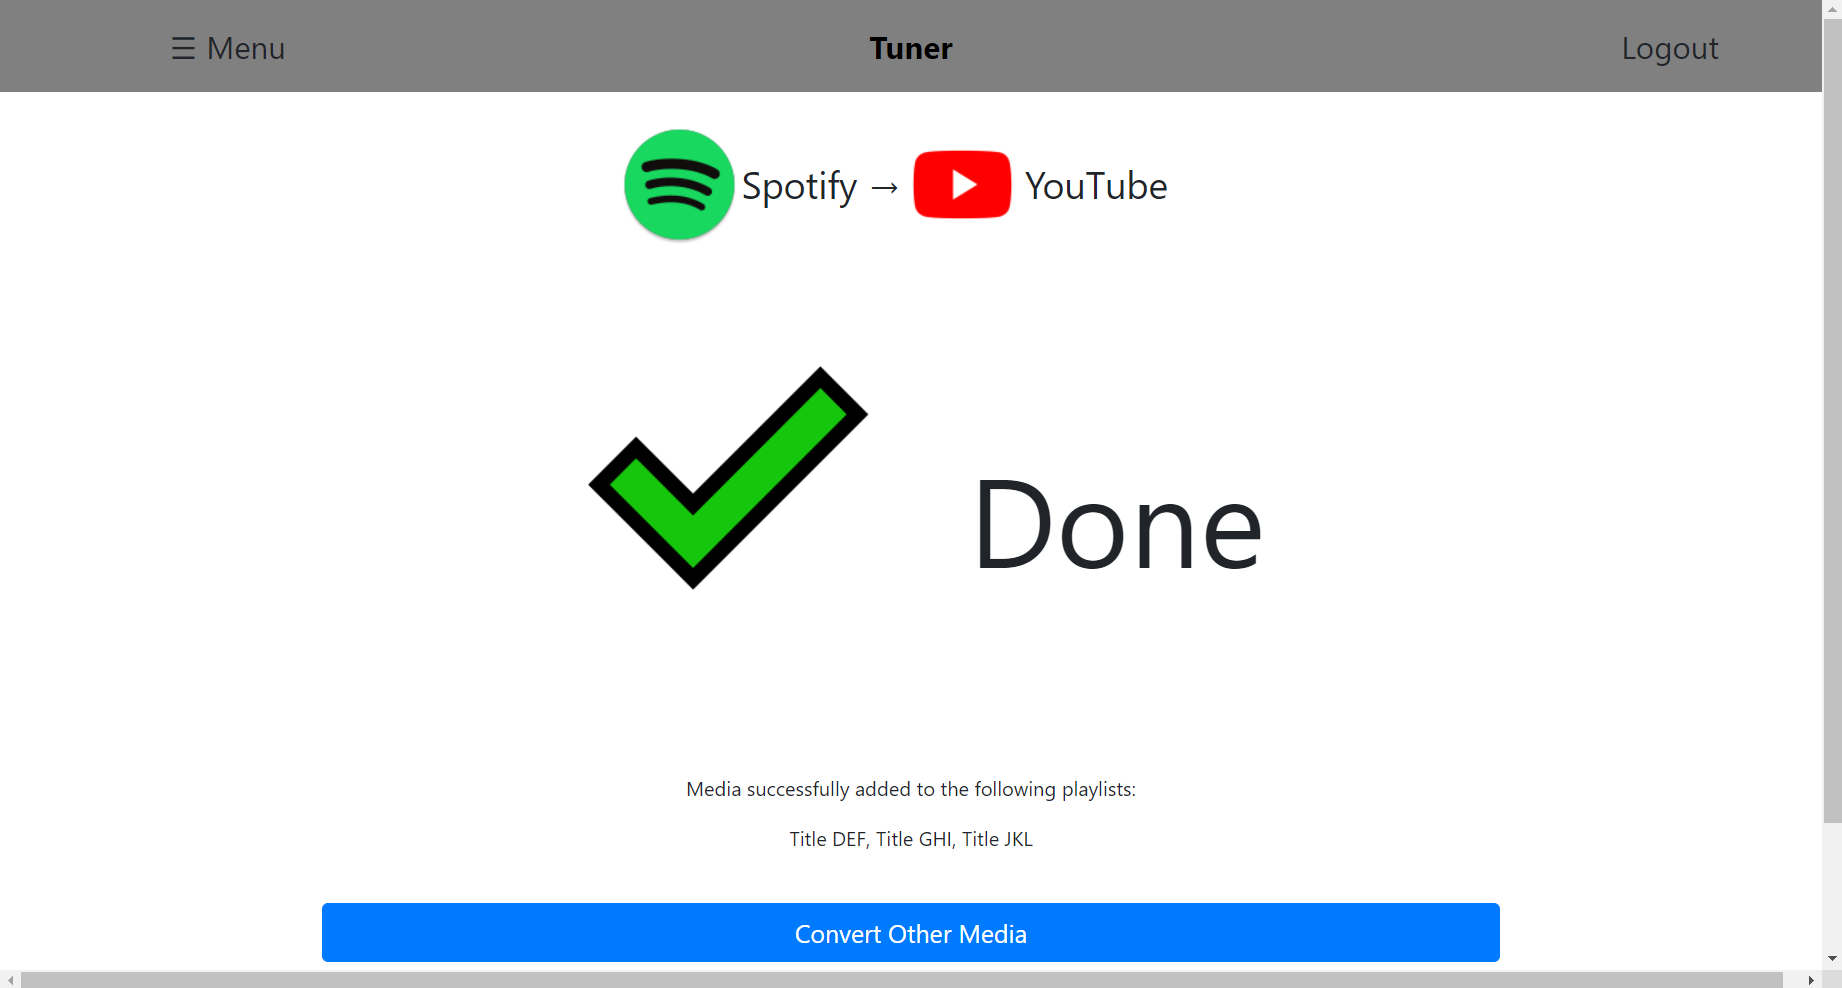 ☰ Menu Tuner Logout
Spotify → YouTube
Done
Media successfully added to the following playlists:
Title DEF, Title GHI, Title JKL
Convert Other Media